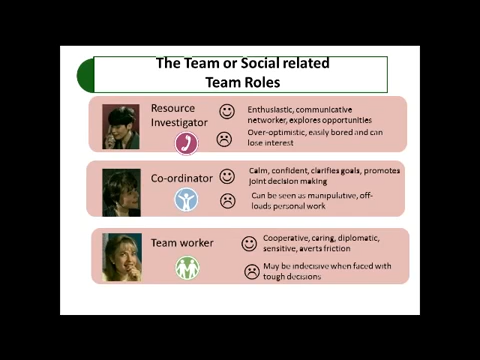 The Team or Social related
Team Roles
Resource
Investigator
Enthusiastic, communicative
networker, explores opportunities
Over-optimistic, easily bored and can
lose interest
Co-ordinator
Calm, confident, clarifies goals, promotes
joint decision making
Can be seen as manipulative, off-
loads personal work
Team worker
Cooperative, caring, diplomatic,
sensitive, averts friction
May be indecisive when faced with
tough decisions